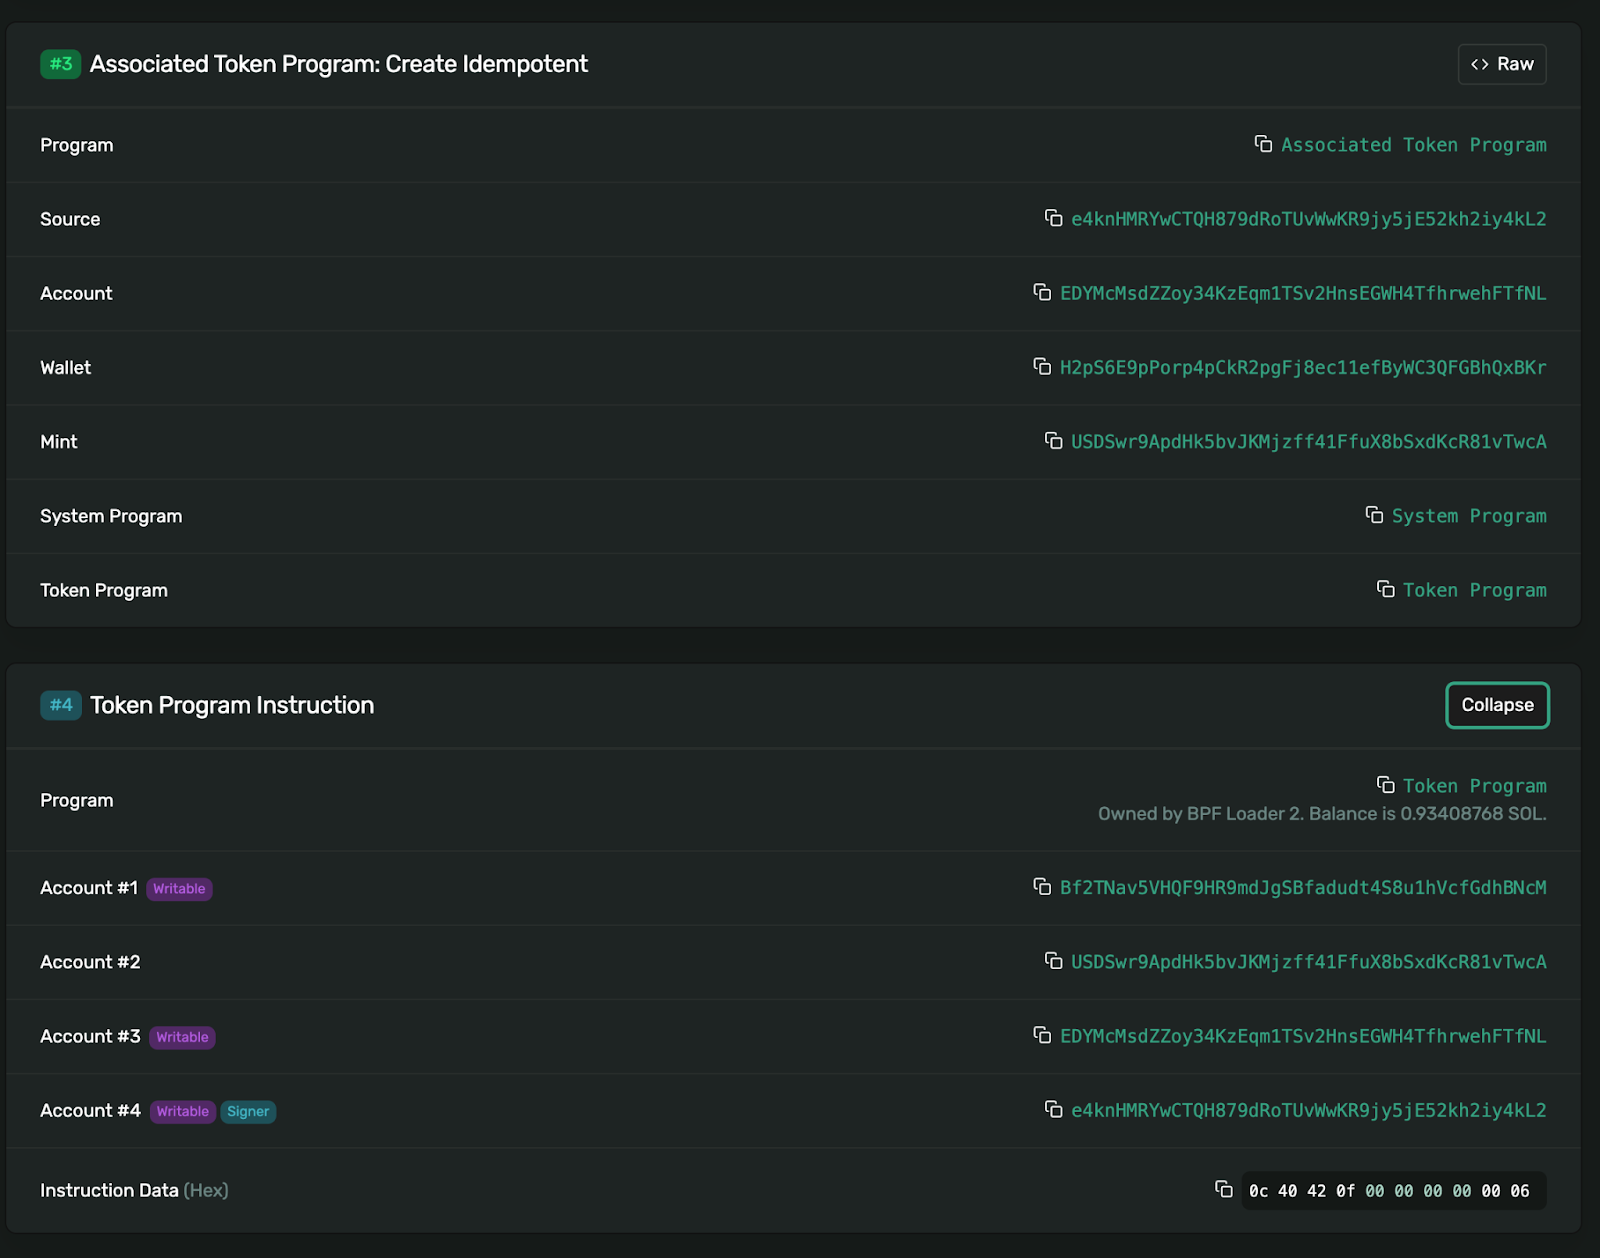 #3 Associated Token Program: Create Idempotent
<> Raw
Program
Associated Token Program
Source
e4knHMRYwCTQH879dRoTUvWwKR9jy5jE52kh2iy4kL2
Account
EDYMcMsdZZoy34KzEqm1TSv2HnsEGWH4TfhrwehFTfNL
Wallet
H2pS6E9pPorp4pCkR2pgFj8ec11efByWC3QFGBhQxBKr
Mint
USDSwr9ApdHk5bvJKMjzff41FfuX8bSxdKcR81vTwcA
System Program
System Program
Token Program
Token Program
#4 Token Program Instruction
Collapse
Program
Token Program
Owned by BPF Loader 2. Balance is 0.93408768 SOL.
Account #1 Writable
Bf2TNav5VHQF9HR9mdJgSBfadudt4S8u1hVcfGdhBNcM
Account #2
USDSwr9ApdHk5bvJKMjzff41FfuX8bSxdKcR81vTwcA
Account #3 Writable
EDYMcMsdZZoy34KzEqm1TSv2HnsEGWH4TfhrwehFTfNL
Account #4 Writable Signer
e4knHMRYwCTQH879dRoTUvWwKR9jy5jE52kh2iy4kL2
Instruction Data (Hex)
0c 40 42 0f 00 00 00 00 00 06